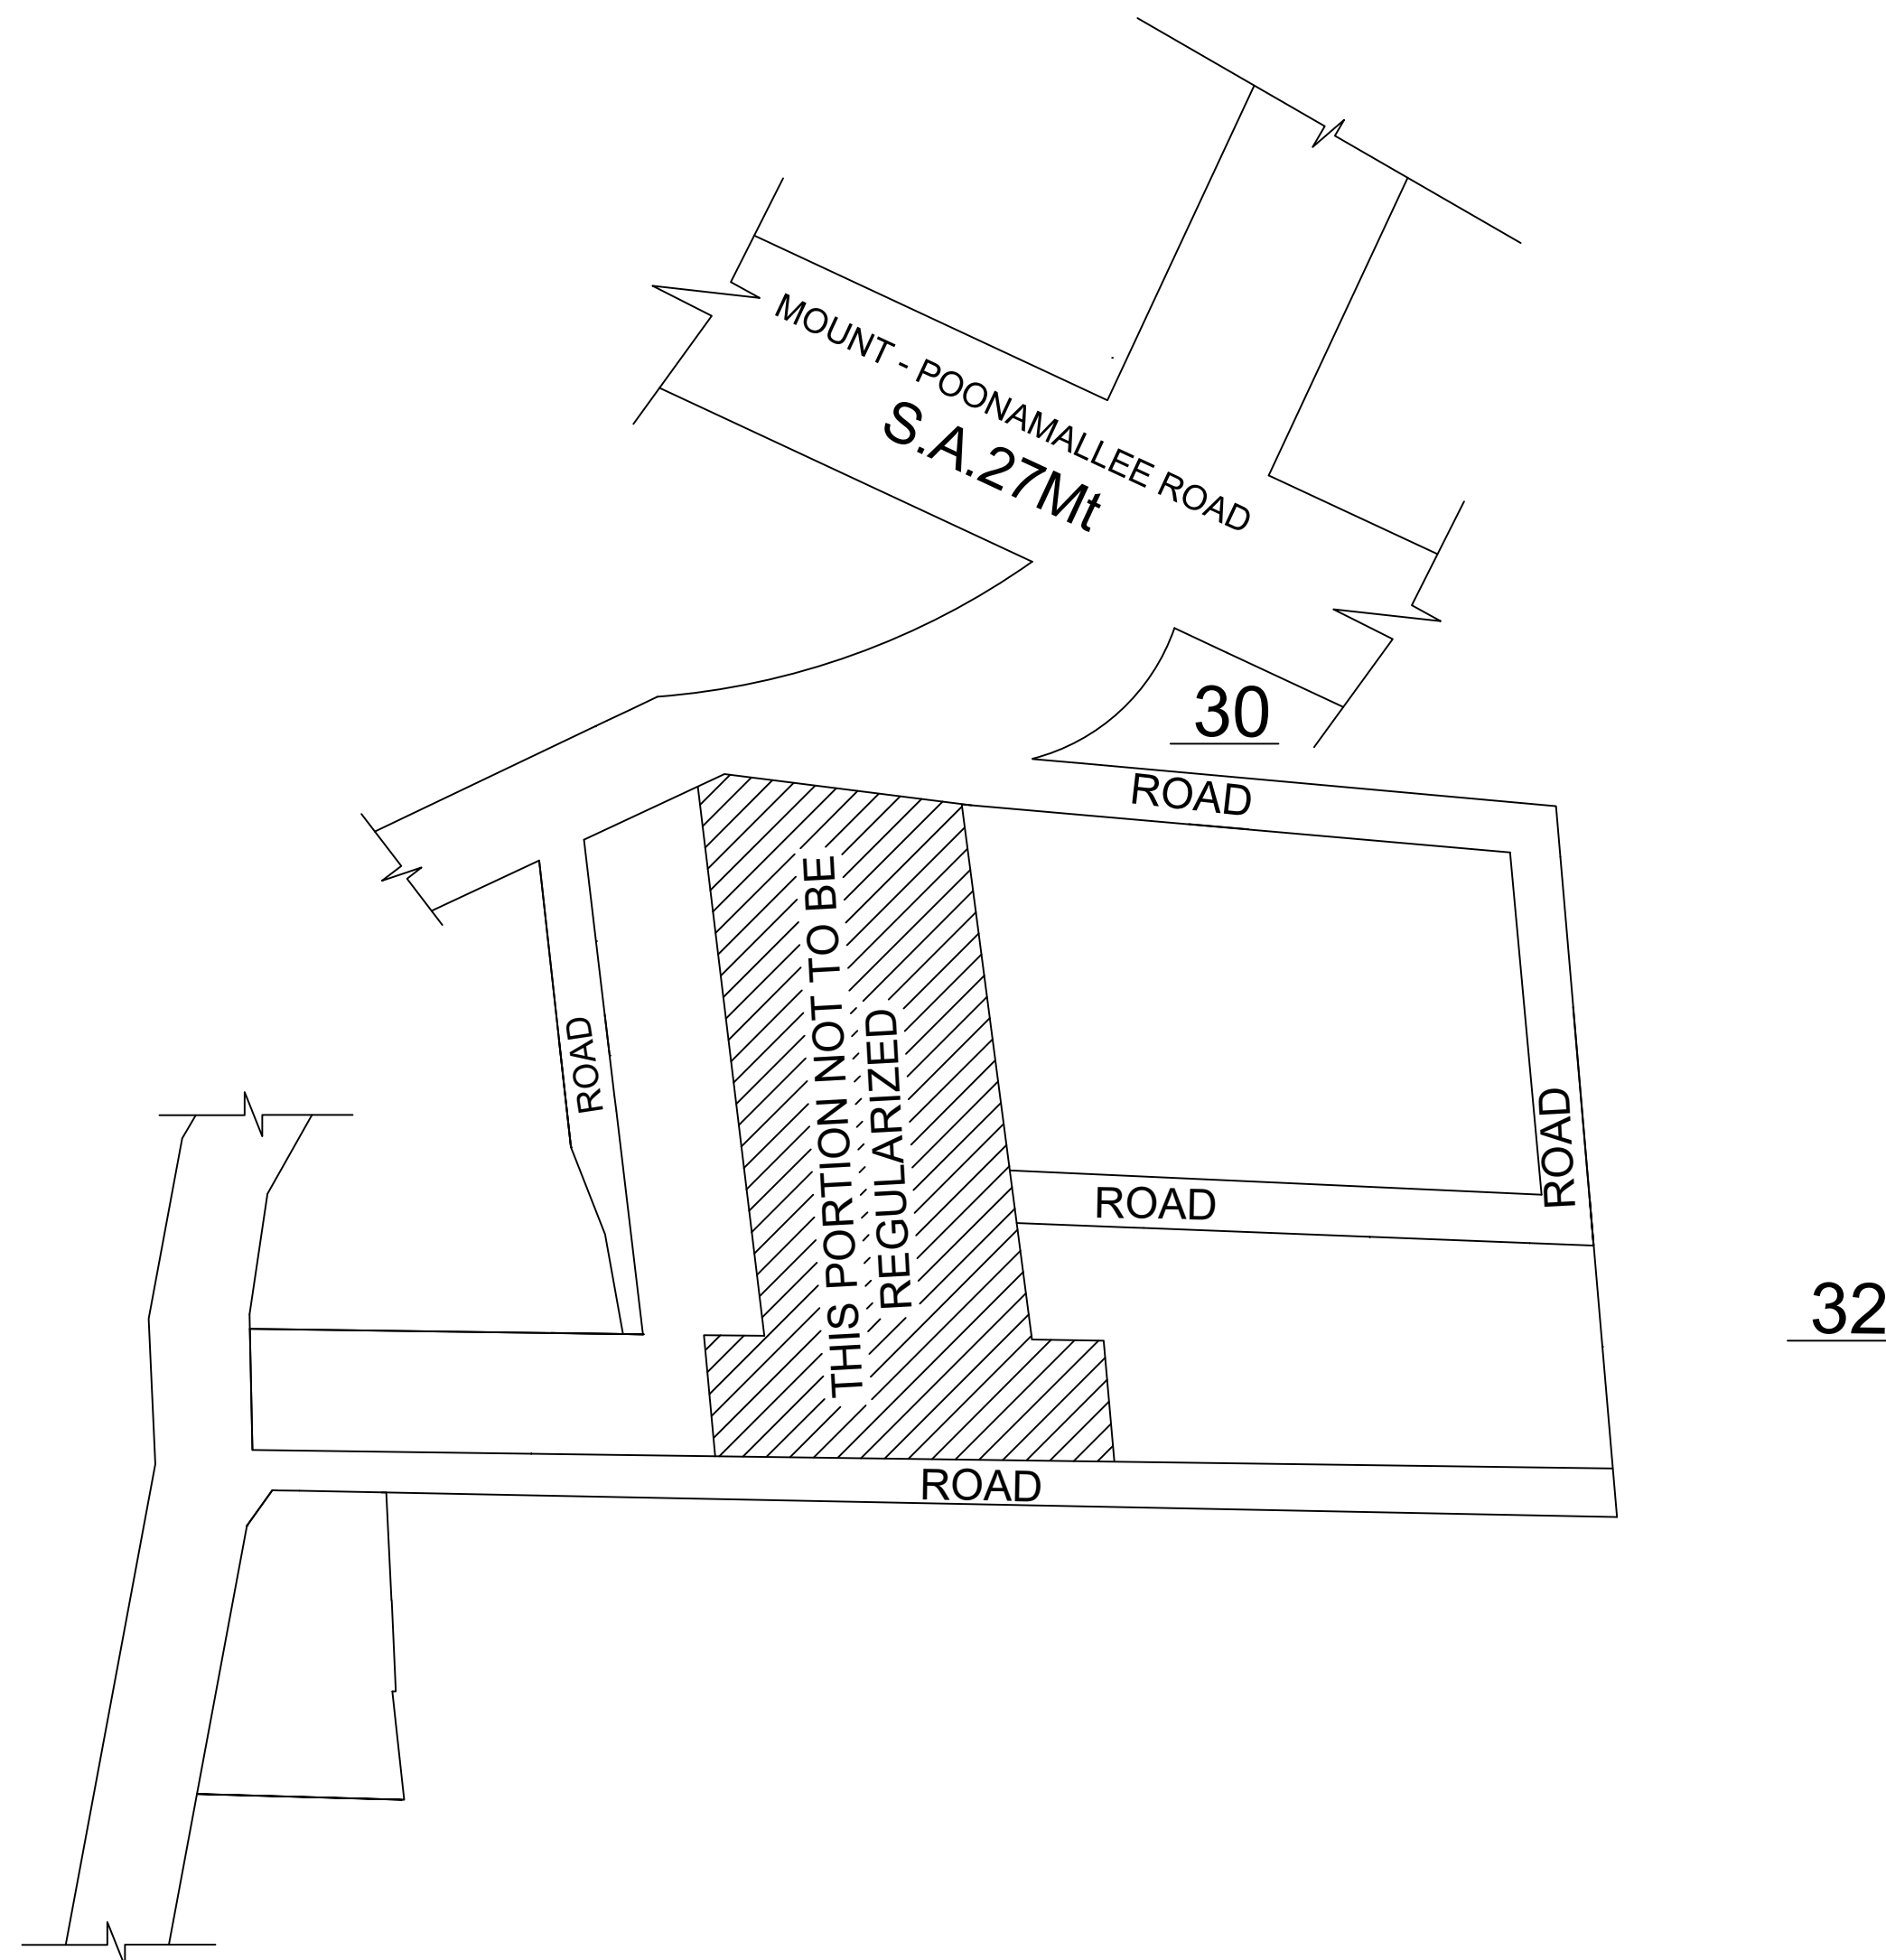 MOUNT - POONAMALLEE ROAD
S.A.27Mt
30
ROAD
THIS PORTION NOT TO BE
REGULARIZED
ROAD
ROAD
ROAD
32
ROAD